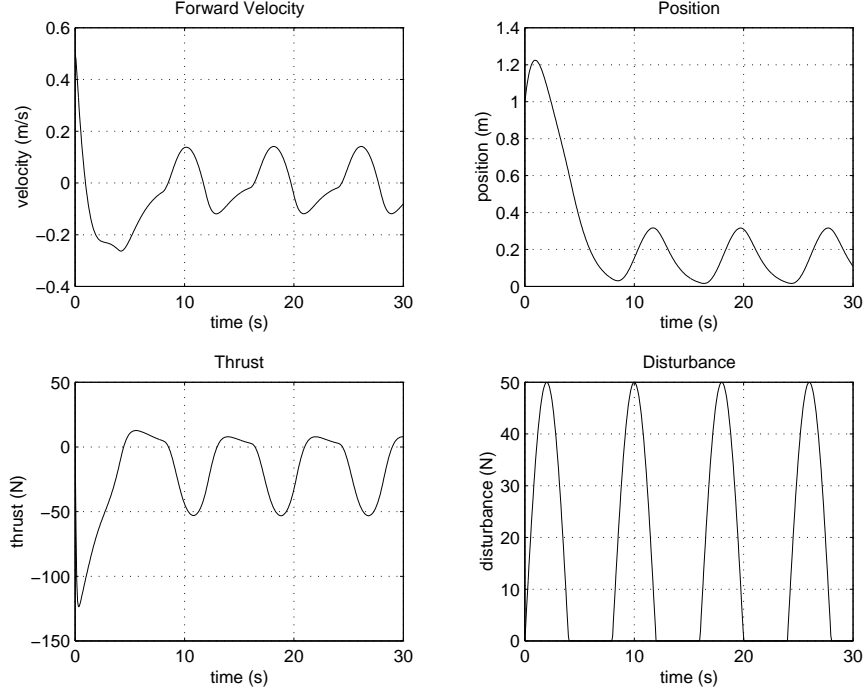 Forward Velocity
0.6
0.4
0.2
0
−0.2
−0.4
velocity (m/s)
0 10 20 30
time (s)
Position
1.4
1.2
1
0.8
0.6
0.4
0.2
0
position (m)
0 10 20 30
time (s)
Thrust
50
0
−50
−100
−150
thrust (N)
0 10 20 30
time (s)
Disturbance
50
40
30
20
10
0
disturbance (N)
0 10 20 30
time (s)